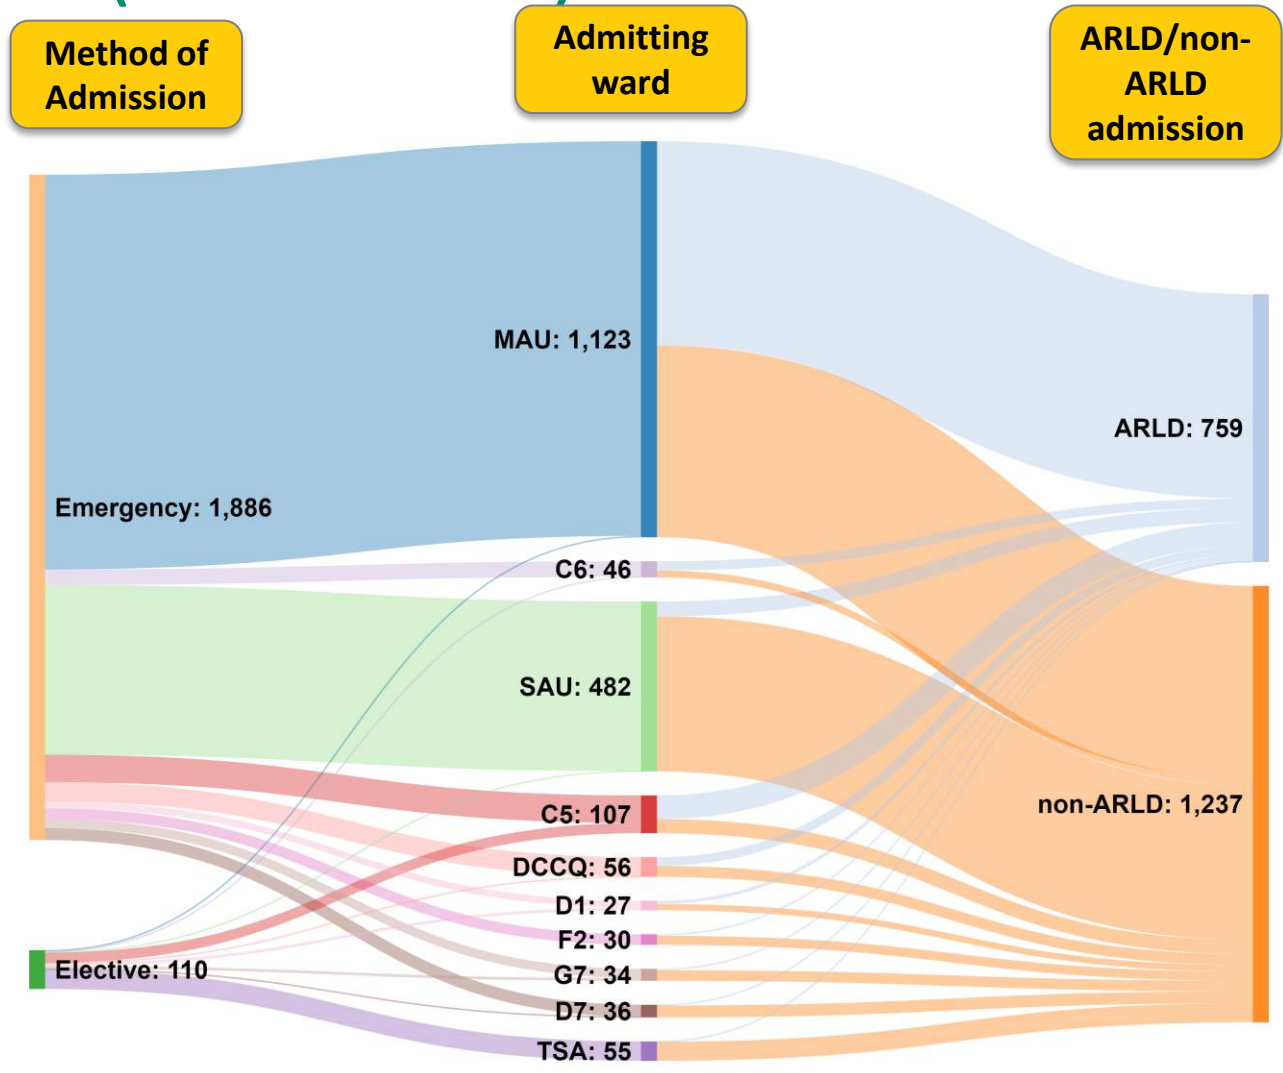 Method of
Admission
Admitting
ward
ARLD/non-
ARLD
admission
MAU: 1,123
ARLD: 759
Emergency: 1,886
C6: 46
SAU: 482
non-ARLD: 1,237
C5: 107
DCCQ: 56
D1: 27
F2: 30
Elective: 110
G7: 34
D7: 36
TSA: 55